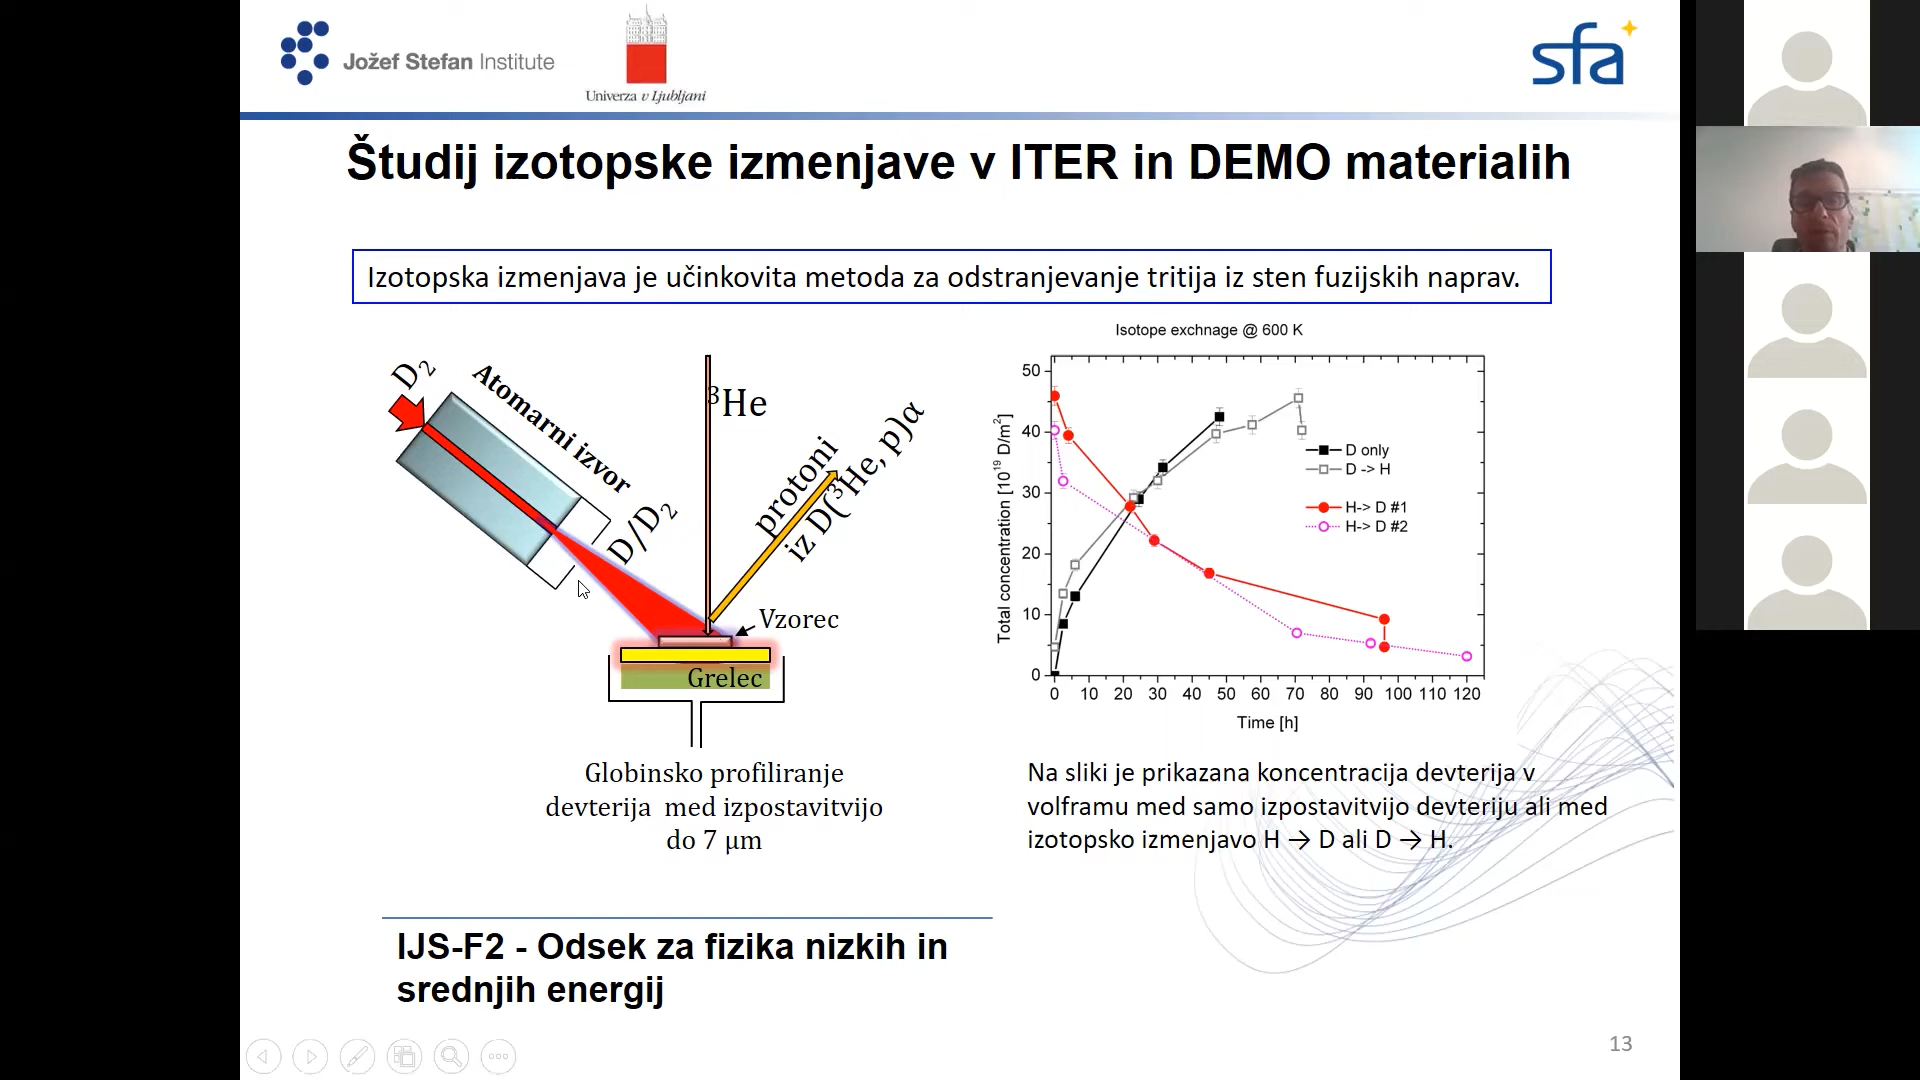 Jožef Stefan Institute
Univerza v Ljubljani
sfa
Študij izotopske izmenjave v ITER in DEMO materialih
Izotopska izmenjava je učinkovita metoda za odstranjevanje tritija iz sten fuzijskih naprav.
D₂
Atomarni izvor
D/D₂
³He
protoni
iz D(³He, p)α
Vzorec
Grelec
Globinsko profiliranje
devterija med izpostavitvijo
do 7 μm
Isotope exchnage @ 600 K
Total concentration [10¹⁹ D/m²]
50
40
30
20
10
0
D only
D -> H
H-> D #1
H-> D #2
0 10 20 30 40 50 60 70 80 90 100 110 120
Time [h]
Na sliki je prikazana koncentracija devterija v
volframu med samo izpostavitvijo devteriju ali med
izotopsko izmenjavo H → D ali D → H.
IJS-F2 - Odsek za fizika nizkih in
srednjih energij
13